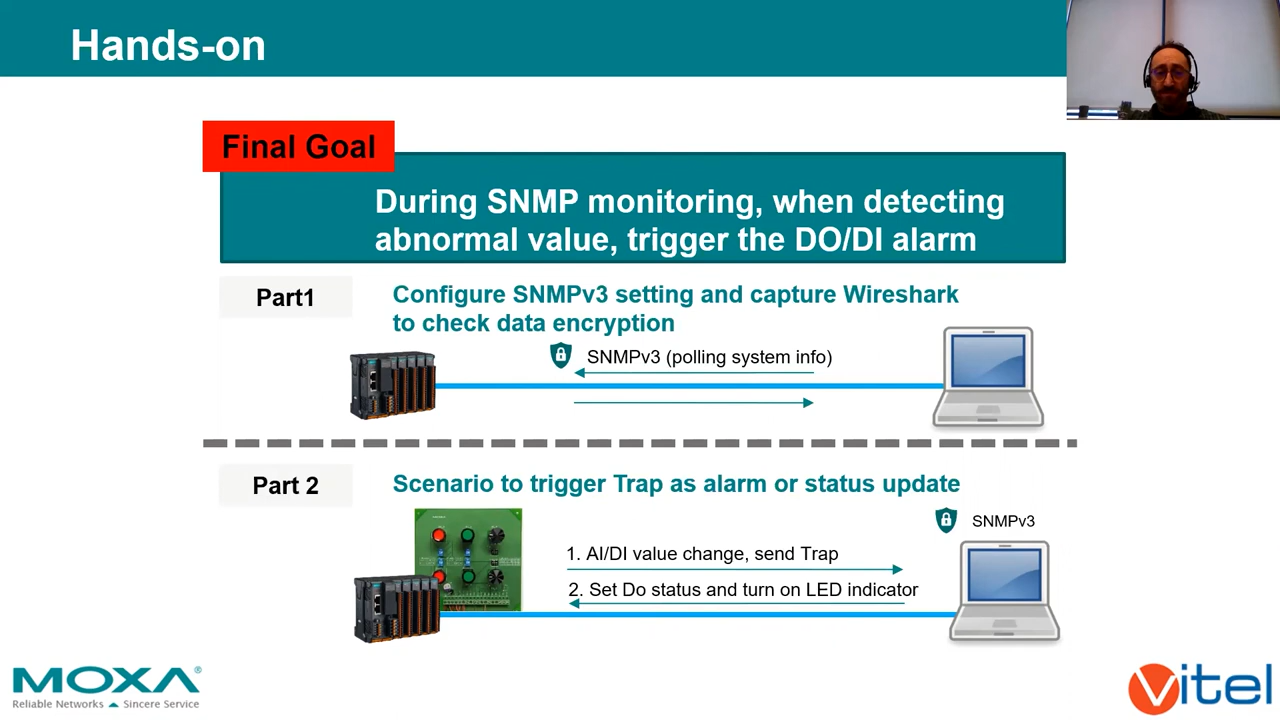 Hands-on
Final Goal
During SNMP monitoring, when detecting
abnormal value, trigger the DO/DI alarm
Part1
Configure SNMPv3 setting and capture Wireshark
to check data encryption
SNMPv3 (polling system info)
Part 2
Scenario to trigger Trap as alarm or status update
SNMPv3
1. AI/DI value change, send Trap
2. Set Do status and turn on LED indicator
MOXA®
Reliable Networks ▲ Sincere Service
Vitel